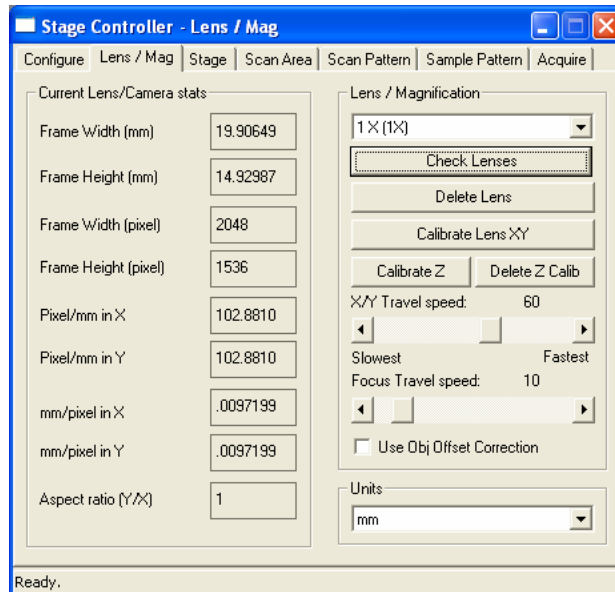 Stage Controller - Lens / Mag
Configure Lens / Mag Stage Scan Area Scan Pattern Sample Pattern Acquire
Current Lens/Camera stats
Frame Width (mm) 19.90649
Frame Height (mm) 14.92987
Frame Width (pixel) 2048
Frame Height (pixel) 1536
Pixel/mm in X 102.8810
Pixel/mm in Y 102.8810
mm/pixel in X .0097199
mm/pixel in Y .0097199
Aspect ratio (Y/X) 1
Lens / Magnification
1 X (1X)
Check Lenses
Delete Lens
Calibrate Lens XY
Calibrate Z Delete Z Calib
X/Y Travel speed: 60
Slowest Fastest
Focus Travel speed: 10
Use Obj Offset Correction
Units
mm
Ready.